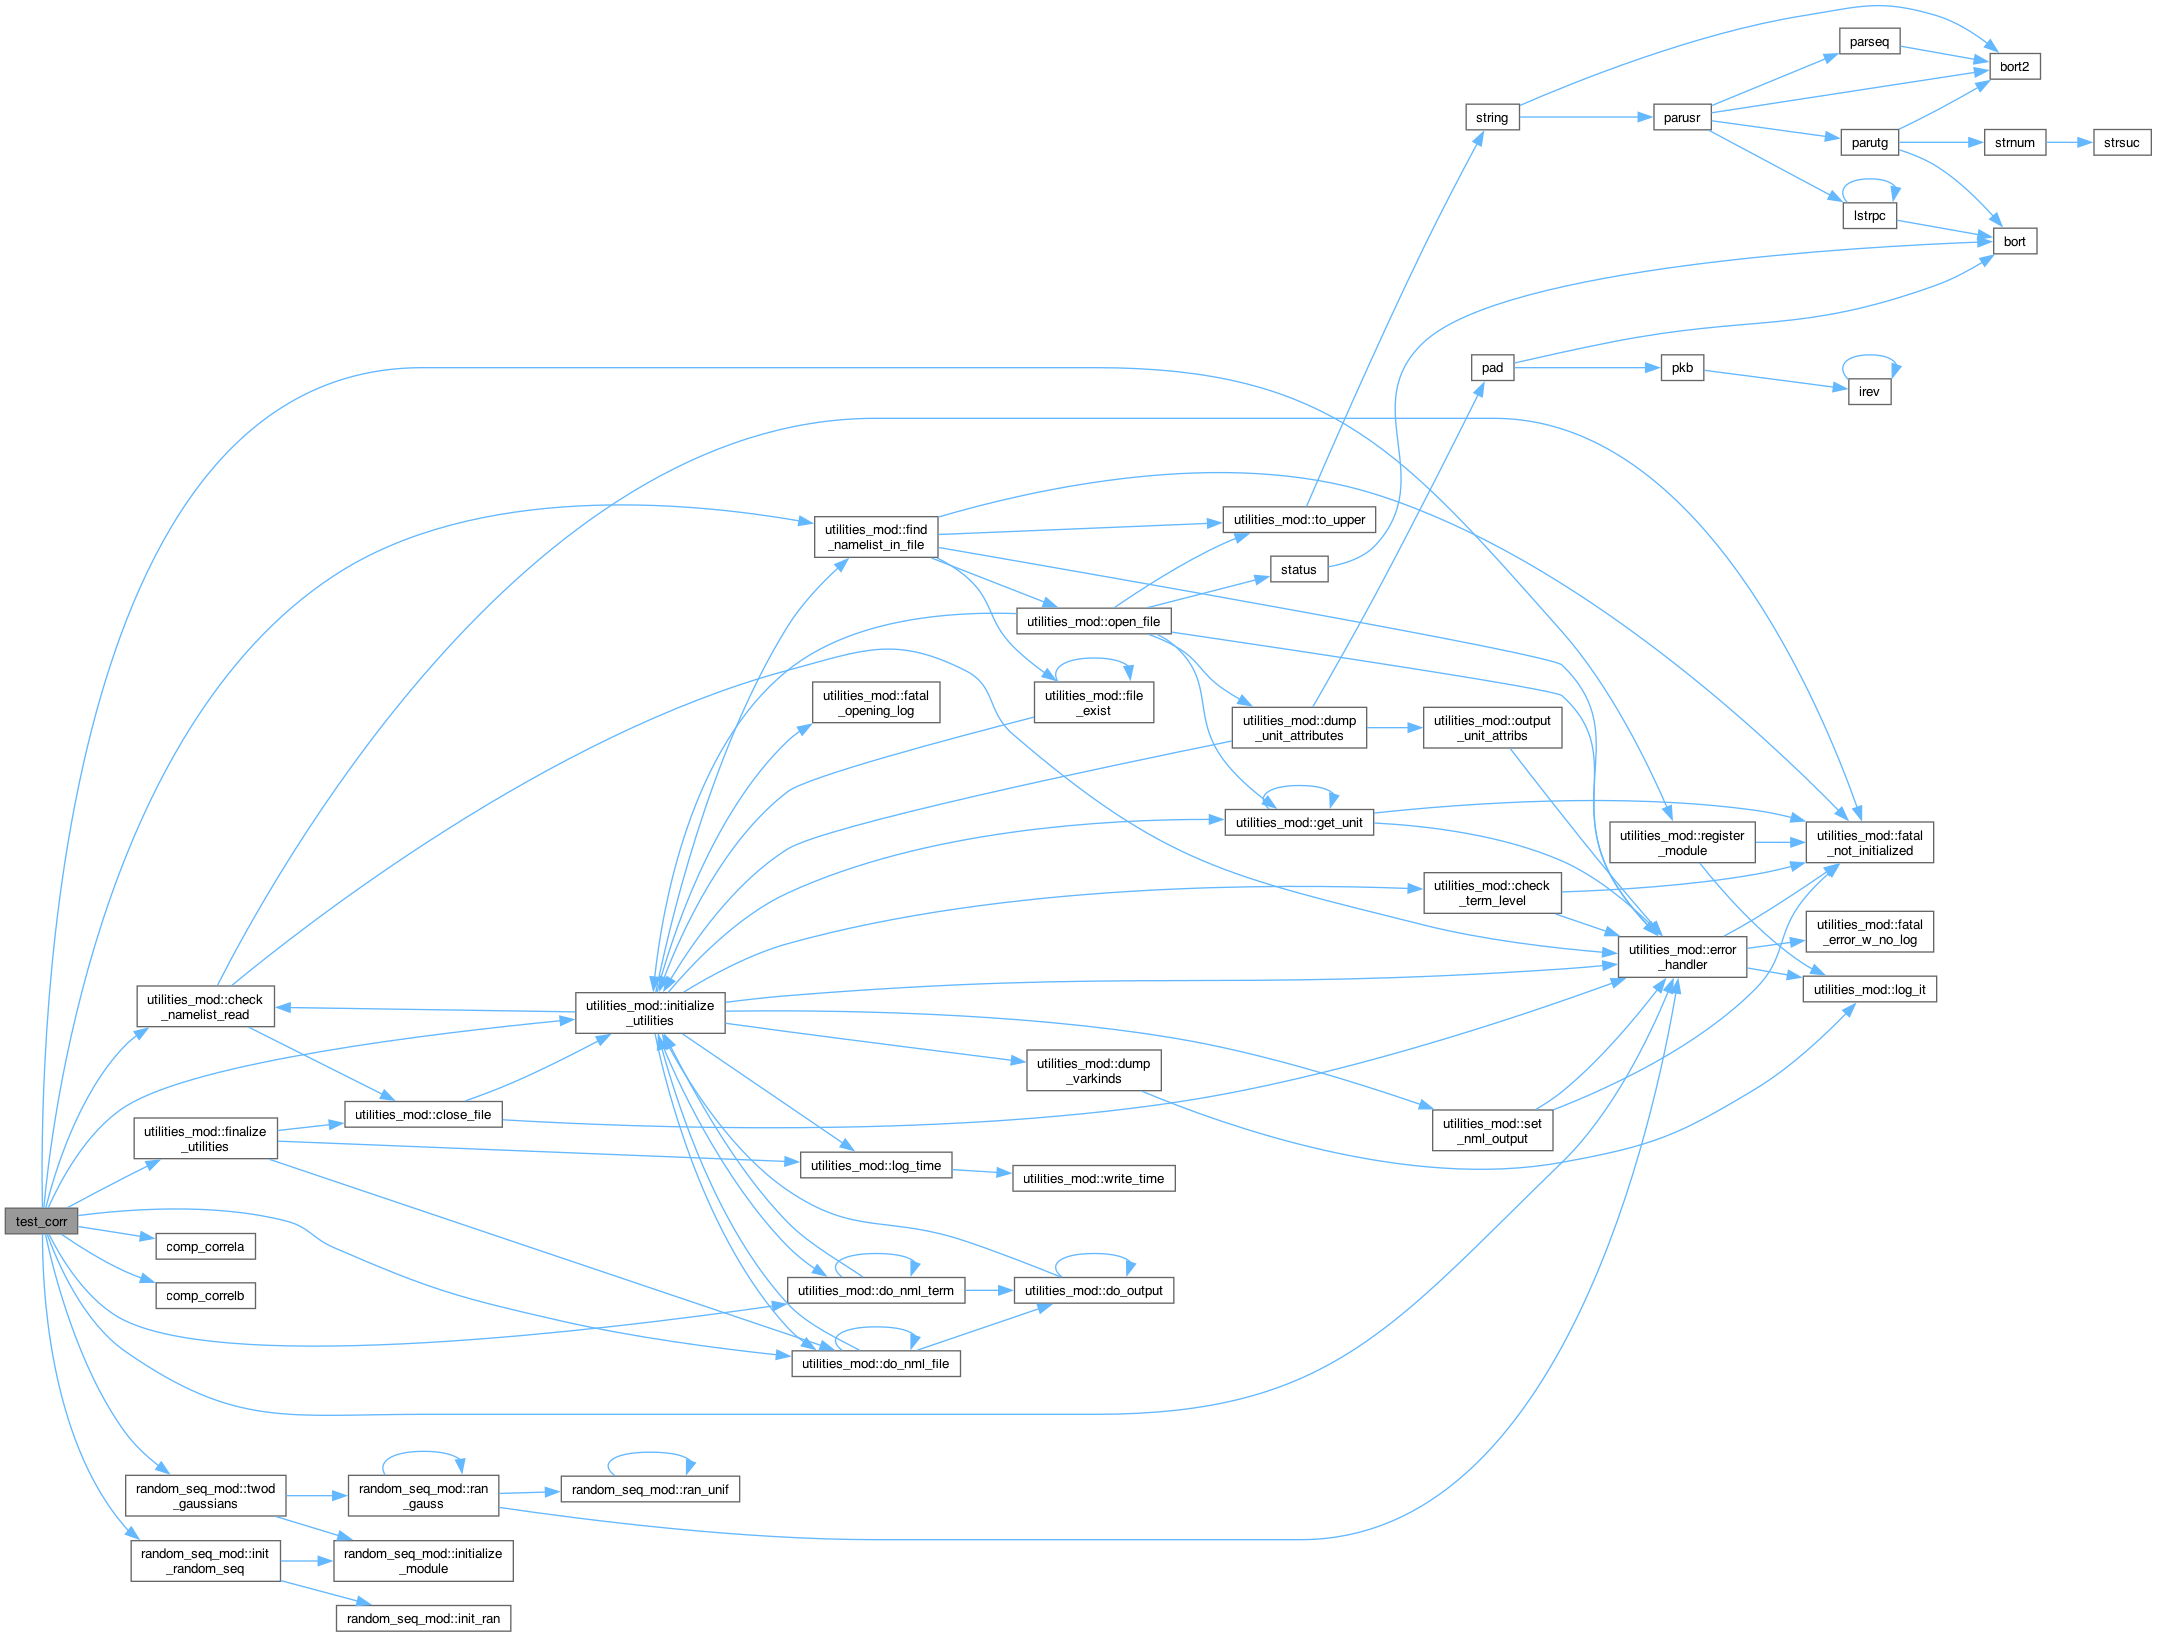 parseq
bort2
string
parusr
parutg
strnum
strsuc
lstrpc
bort
pad
pkb
irev
utilities_mod::find
_namelist_in_file
utilities_mod::to_upper
status
utilities_mod::open_file
utilities_mod::fatal
_opening_log
utilities_mod::file
_exist
utilities_mod::dump
_unit_attributes
utilities_mod::output
_unit_attribs
utilities_mod::get_unit
utilities_mod::register
_module
utilities_mod::fatal
_not_initialized
utilities_mod::check
_term_level
utilities_mod::error
_handler
utilities_mod::fatal
_error_w_no_log
utilities_mod::log_it
utilities_mod::check
_namelist_read
utilities_mod::initialize
_utilities
utilities_mod::dump
_varkinds
utilities_mod::close_file
utilities_mod::finalize
_utilities
utilities_mod::set
_nml_output
utilities_mod::log_time
utilities_mod::write_time
test_corr
comp_correla
comp_correlb
utilities_mod::do_nml_term
utilities_mod::do_output
utilities_mod::do_nml_file
random_seq_mod::twod
_gaussians
random_seq_mod::ran
_gauss
random_seq_mod::ran_unif
random_seq_mod::init
_random_seq
random_seq_mod::initialize
_module
random_seq_mod::init_ran